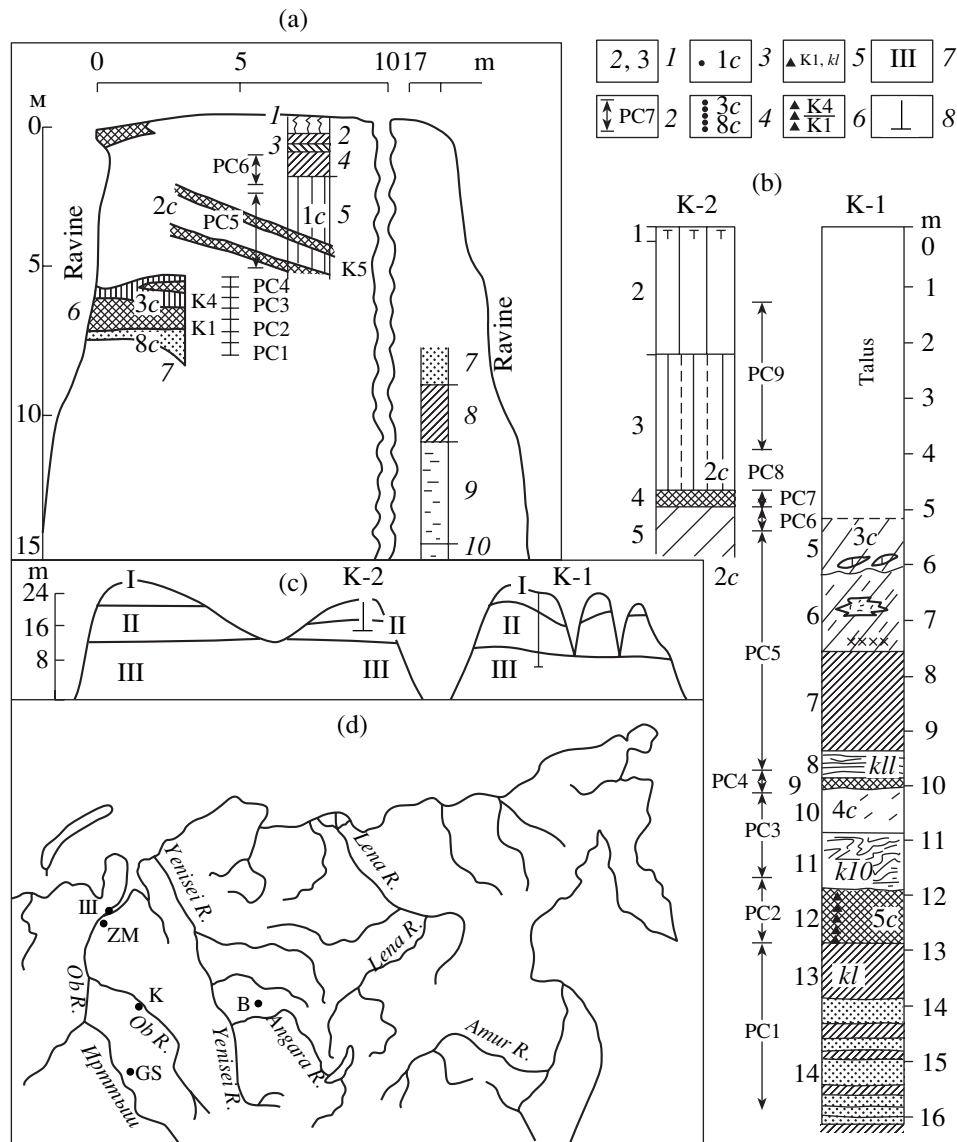 (a)
0 5 10 17 m
м
0
5
10
15
Ravine
Ravine
1
2
3
4
PC6
2c
PC5
1c
5
K5
PC4
K4
PC3
3c
6
K1
PC2
8c
PC1
7
7
8
9
10
2, 3 1
• 1c 3
▲ K1, kl 5
III 7
PC7 2
3c
8c 4
K4
K1 6
8
(b)
K-2
K-1
m
1
2
3
2c
4
5
2c
PC9
PC8
PC7
PC6
PC5
PC4
PC3
PC2
PC1
Talus
5
3c
6
7
8
kll
9
10
4c
11
k10
12
5c
13
kl
14
0
1
2
3
4
5
6
7
8
9
10
11
12
13
14
15
16
(c)
m
24
16
8
I
II
III
K-2
II
III
I
K-1
II
III
(d)
Yenisei R.
Lena R.
Lena R.
III
ZM
Ob R.
K
Ob R.
B
Angara R.
Yenisei R.
Amur R.
GS
Ирттыши